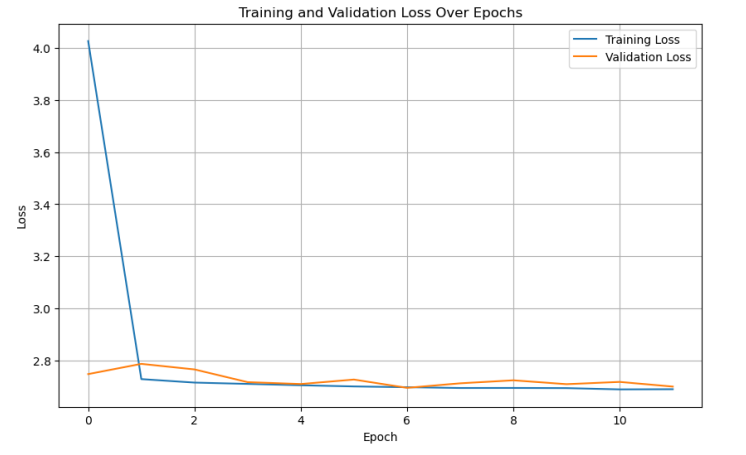 Training and Validation Loss Over Epochs
Training Loss
Validation Loss
4.0
3.8
3.6
3.4
3.2
3.0
2.8
Loss
0
2
4
6
8
10
Epoch